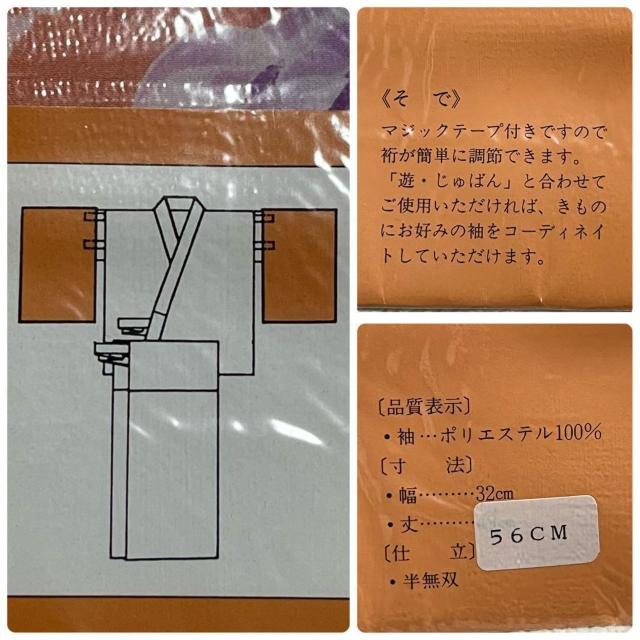 《そ で》
マジックテープ付きですので
裄が簡単に調節できます。
「遊・じゅばん」と合わせて
ご使用いただければ、きもの
にお好みの袖をコーディネイ
トしていただけます。
〔品質表示〕
・袖…ポリエステル100%
〔寸 法〕
・幅………32cm
・丈………56CM
〔仕 立〕
・半無双